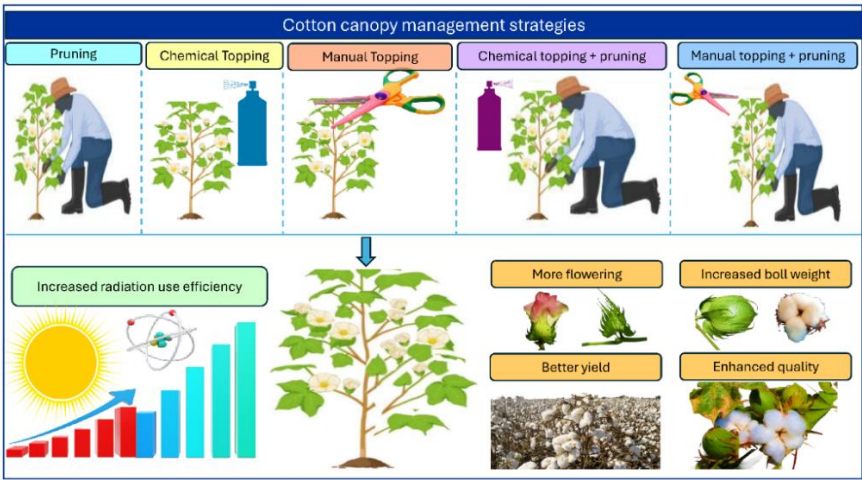 Cotton canopy management strategies
Pruning
Chemical Topping
Manual Topping
Chemical topping + pruning
Manual topping + pruning
Increased radiation use efficiency
More flowering
Increased boll weight
Better yield
Enhanced quality